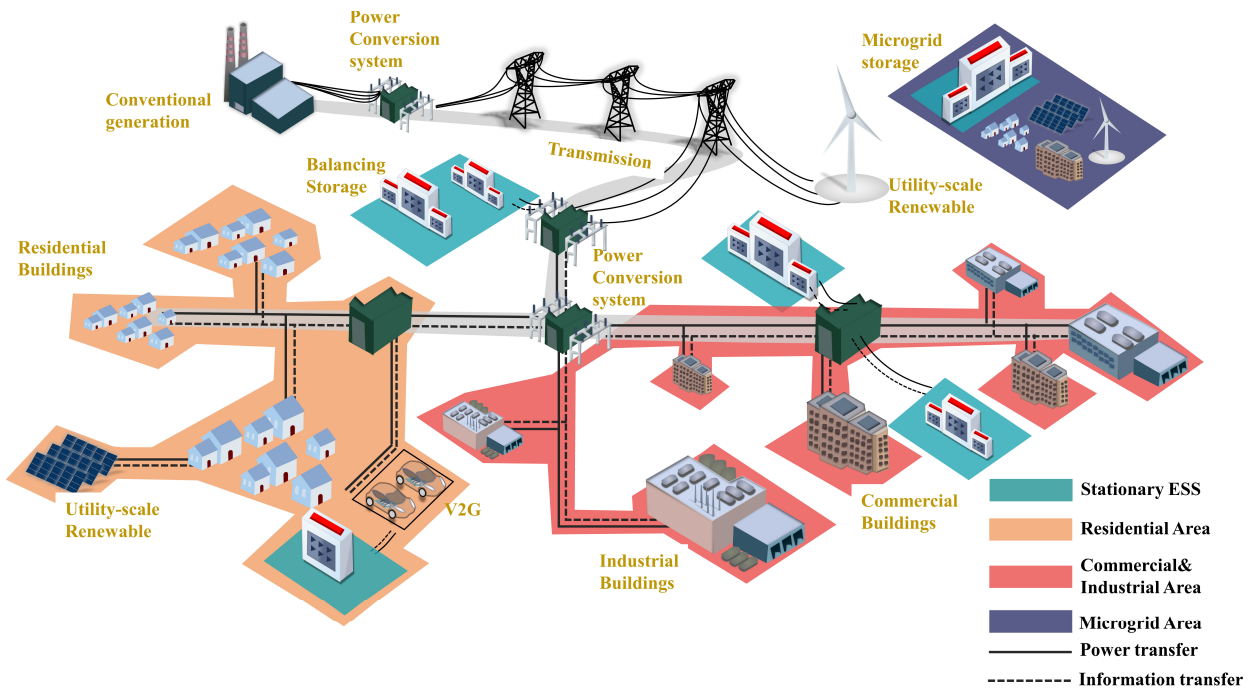 Power
Conversion
system
Microgrid
storage
Conventional
generation
Transmission
Balancing
Storage
Utility-scale
Renewable
Residential
Buildings
Power
Conversion
system
Utility-scale
Renewable
V2G
Industrial
Buildings
Commercial
Buildings
Stationary ESS
Residential Area
Commercial&
Industrial Area
Microgrid Area
Power transfer
Information transfer